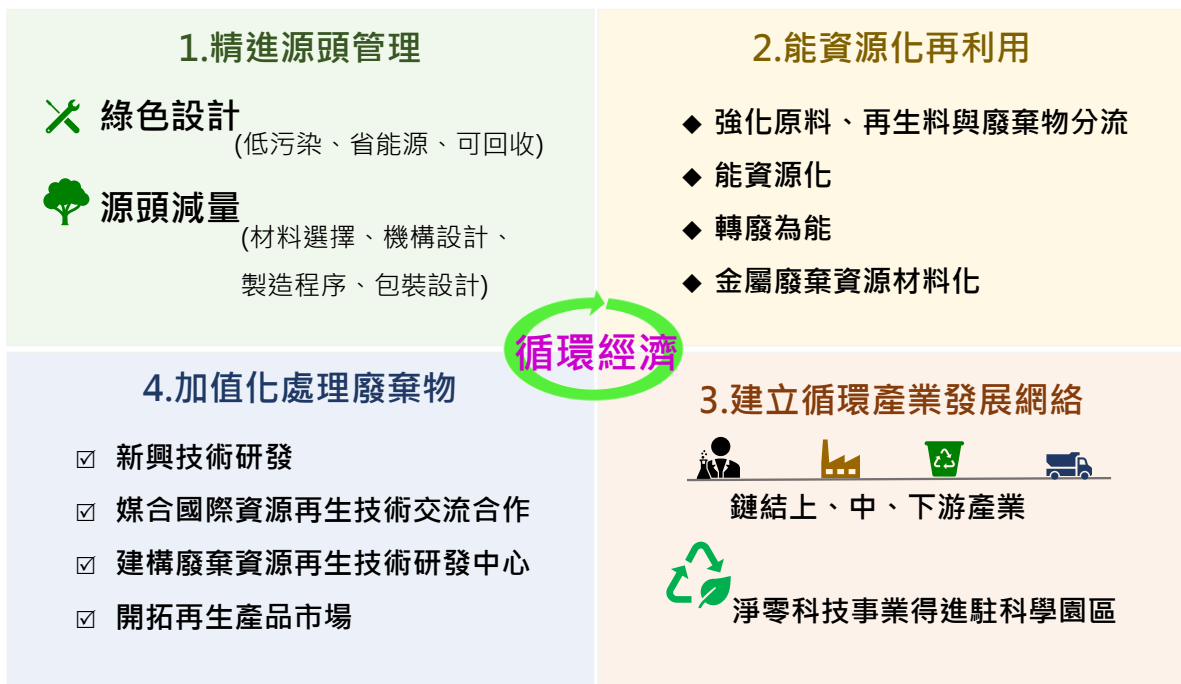 1.精進源頭管理
綠色設計
(低污染、省能源、可回收)
源頭減量
(材料選擇、機構設計、
製造程序、包裝設計)
2.能資源化再利用
◆ 強化原料、再生料與廢棄物分流
◆ 能資源化
◆ 轉廢為能
◆ 金屬廢棄資源材料化
循環經濟
3.建立循環產業發展網絡
鏈結上、中、下游產業
淨零科技事業得進駐科學園區
4.加值化處理廢棄物
☑ 新興技術研發
☑ 媒合國際資源再生技術交流合作
☑ 建構廢棄資源再生技術研發中心
☑ 開拓再生產品市場